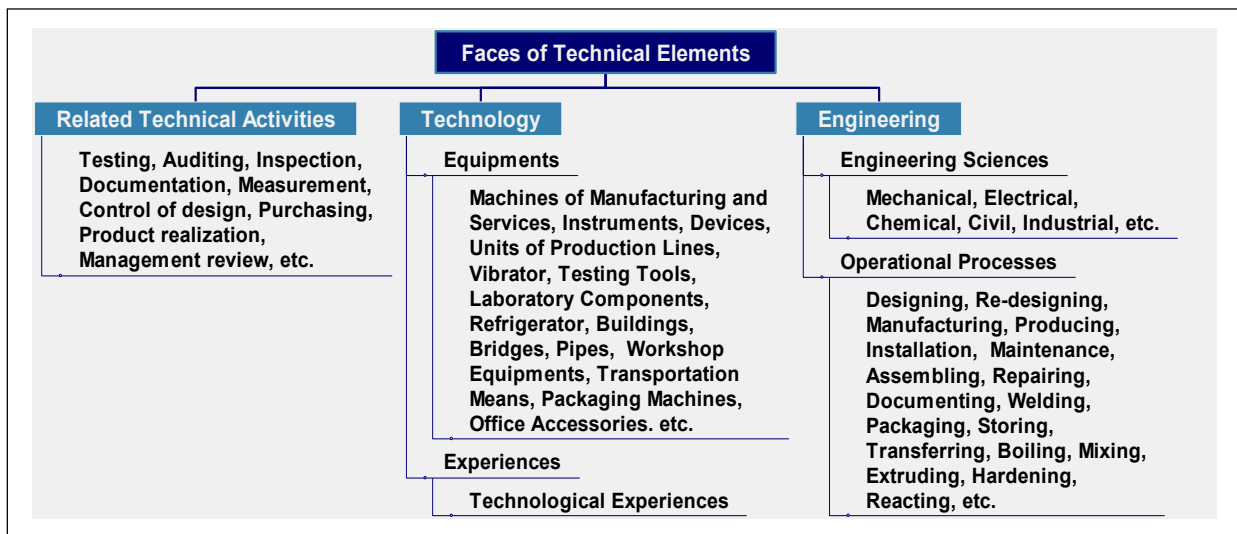 Faces of Technical Elements
Related Technical Activities
Testing, Auditing, Inspection,
Documentation, Measurement,
Control of design, Purchasing,
Product realization,
Management review, etc.
Technology
Equipments
Machines of Manufacturing and
Services, Instruments, Devices,
Units of Production Lines,
Vibrator, Testing Tools,
Laboratory Components,
Refrigerator, Buildings,
Bridges, Pipes, Workshop
Equipments, Transportation
Means, Packaging Machines,
Office Accessories. etc.
Experiences
Technological Experiences
Engineering
Engineering Sciences
Mechanical, Electrical,
Chemical, Civil, Industrial, etc.
Operational Processes
Designing, Re-designing,
Manufacturing, Producing,
Installation, Maintenance,
Assembling, Repairing,
Documenting, Welding,
Packaging, Storing,
Transferring, Boiling, Mixing,
Extruding, Hardening,
Reacting, etc.